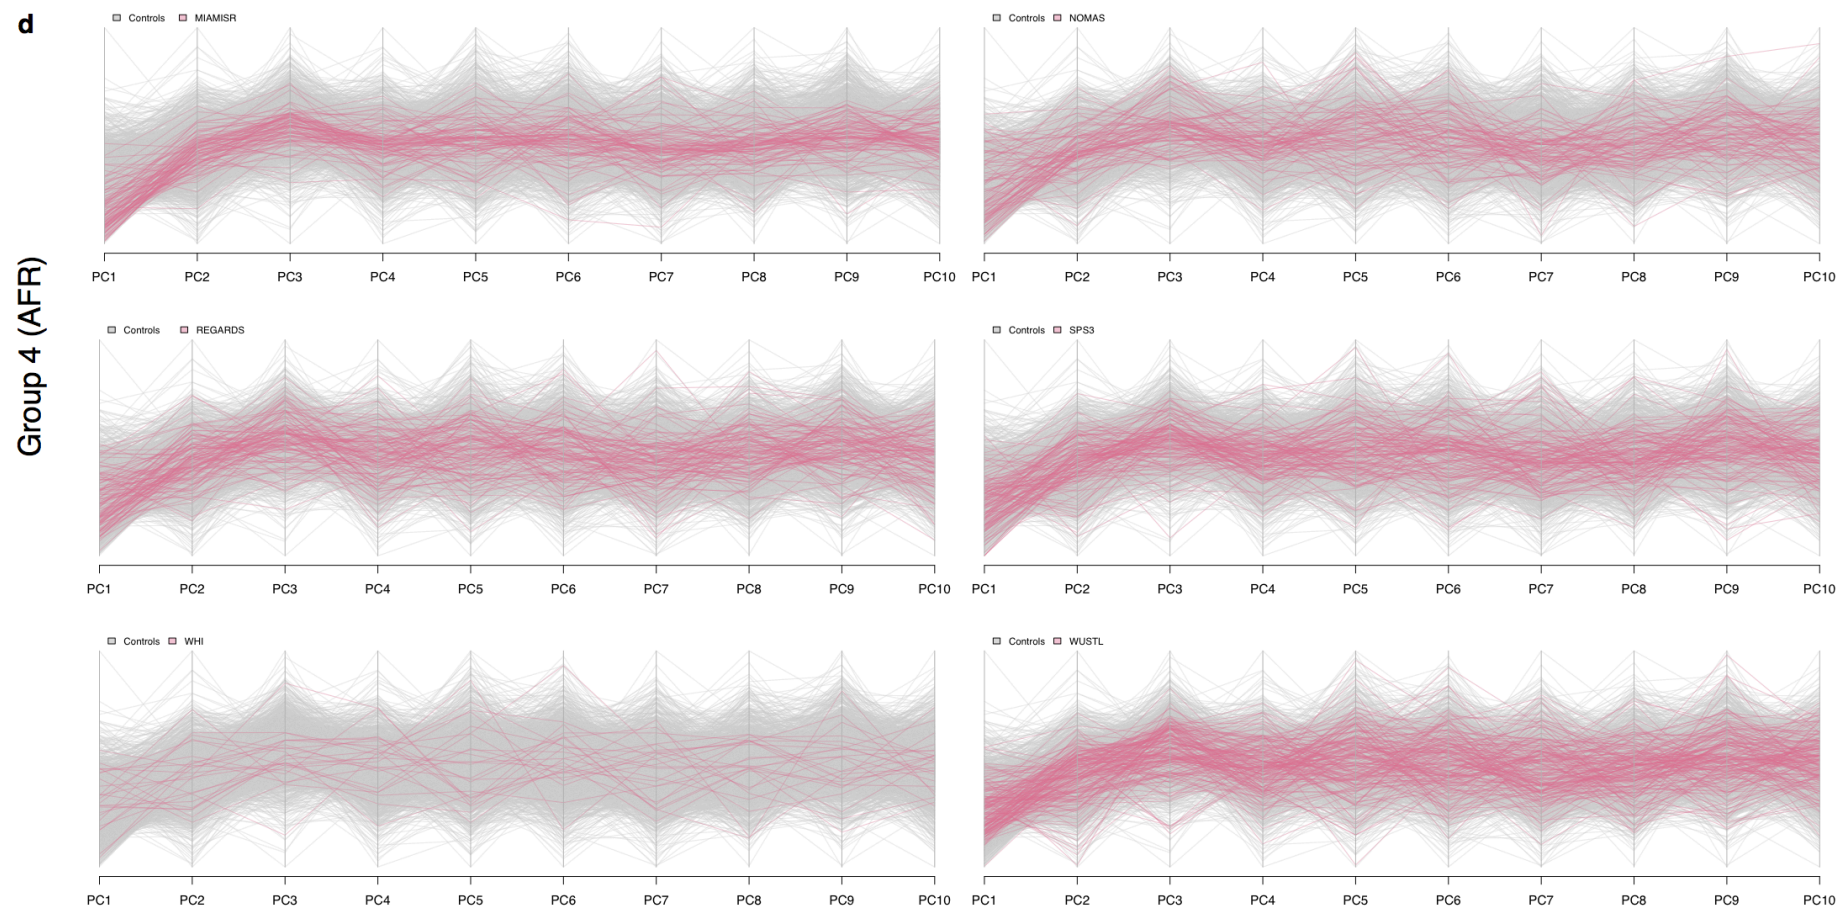 d
Controls MIAMISR
Controls NOMAS
PC1 PC2 PC3 PC4 PC5 PC6 PC7 PC8 PC9 PC10
PC1 PC2 PC3 PC4 PC5 PC6 PC7 PC8 PC9 PC10
Group 4 (AFR)
Controls REGARDS
Controls SPS3
PC1 PC2 PC3 PC4 PC5 PC6 PC7 PC8 PC9 PC10
PC1 PC2 PC3 PC4 PC5 PC6 PC7 PC8 PC9 PC10
Controls WHI
Controls WUSTL
PC1 PC2 PC3 PC4 PC5 PC6 PC7 PC8 PC9 PC10
PC1 PC2 PC3 PC4 PC5 PC6 PC7 PC8 PC9 PC10